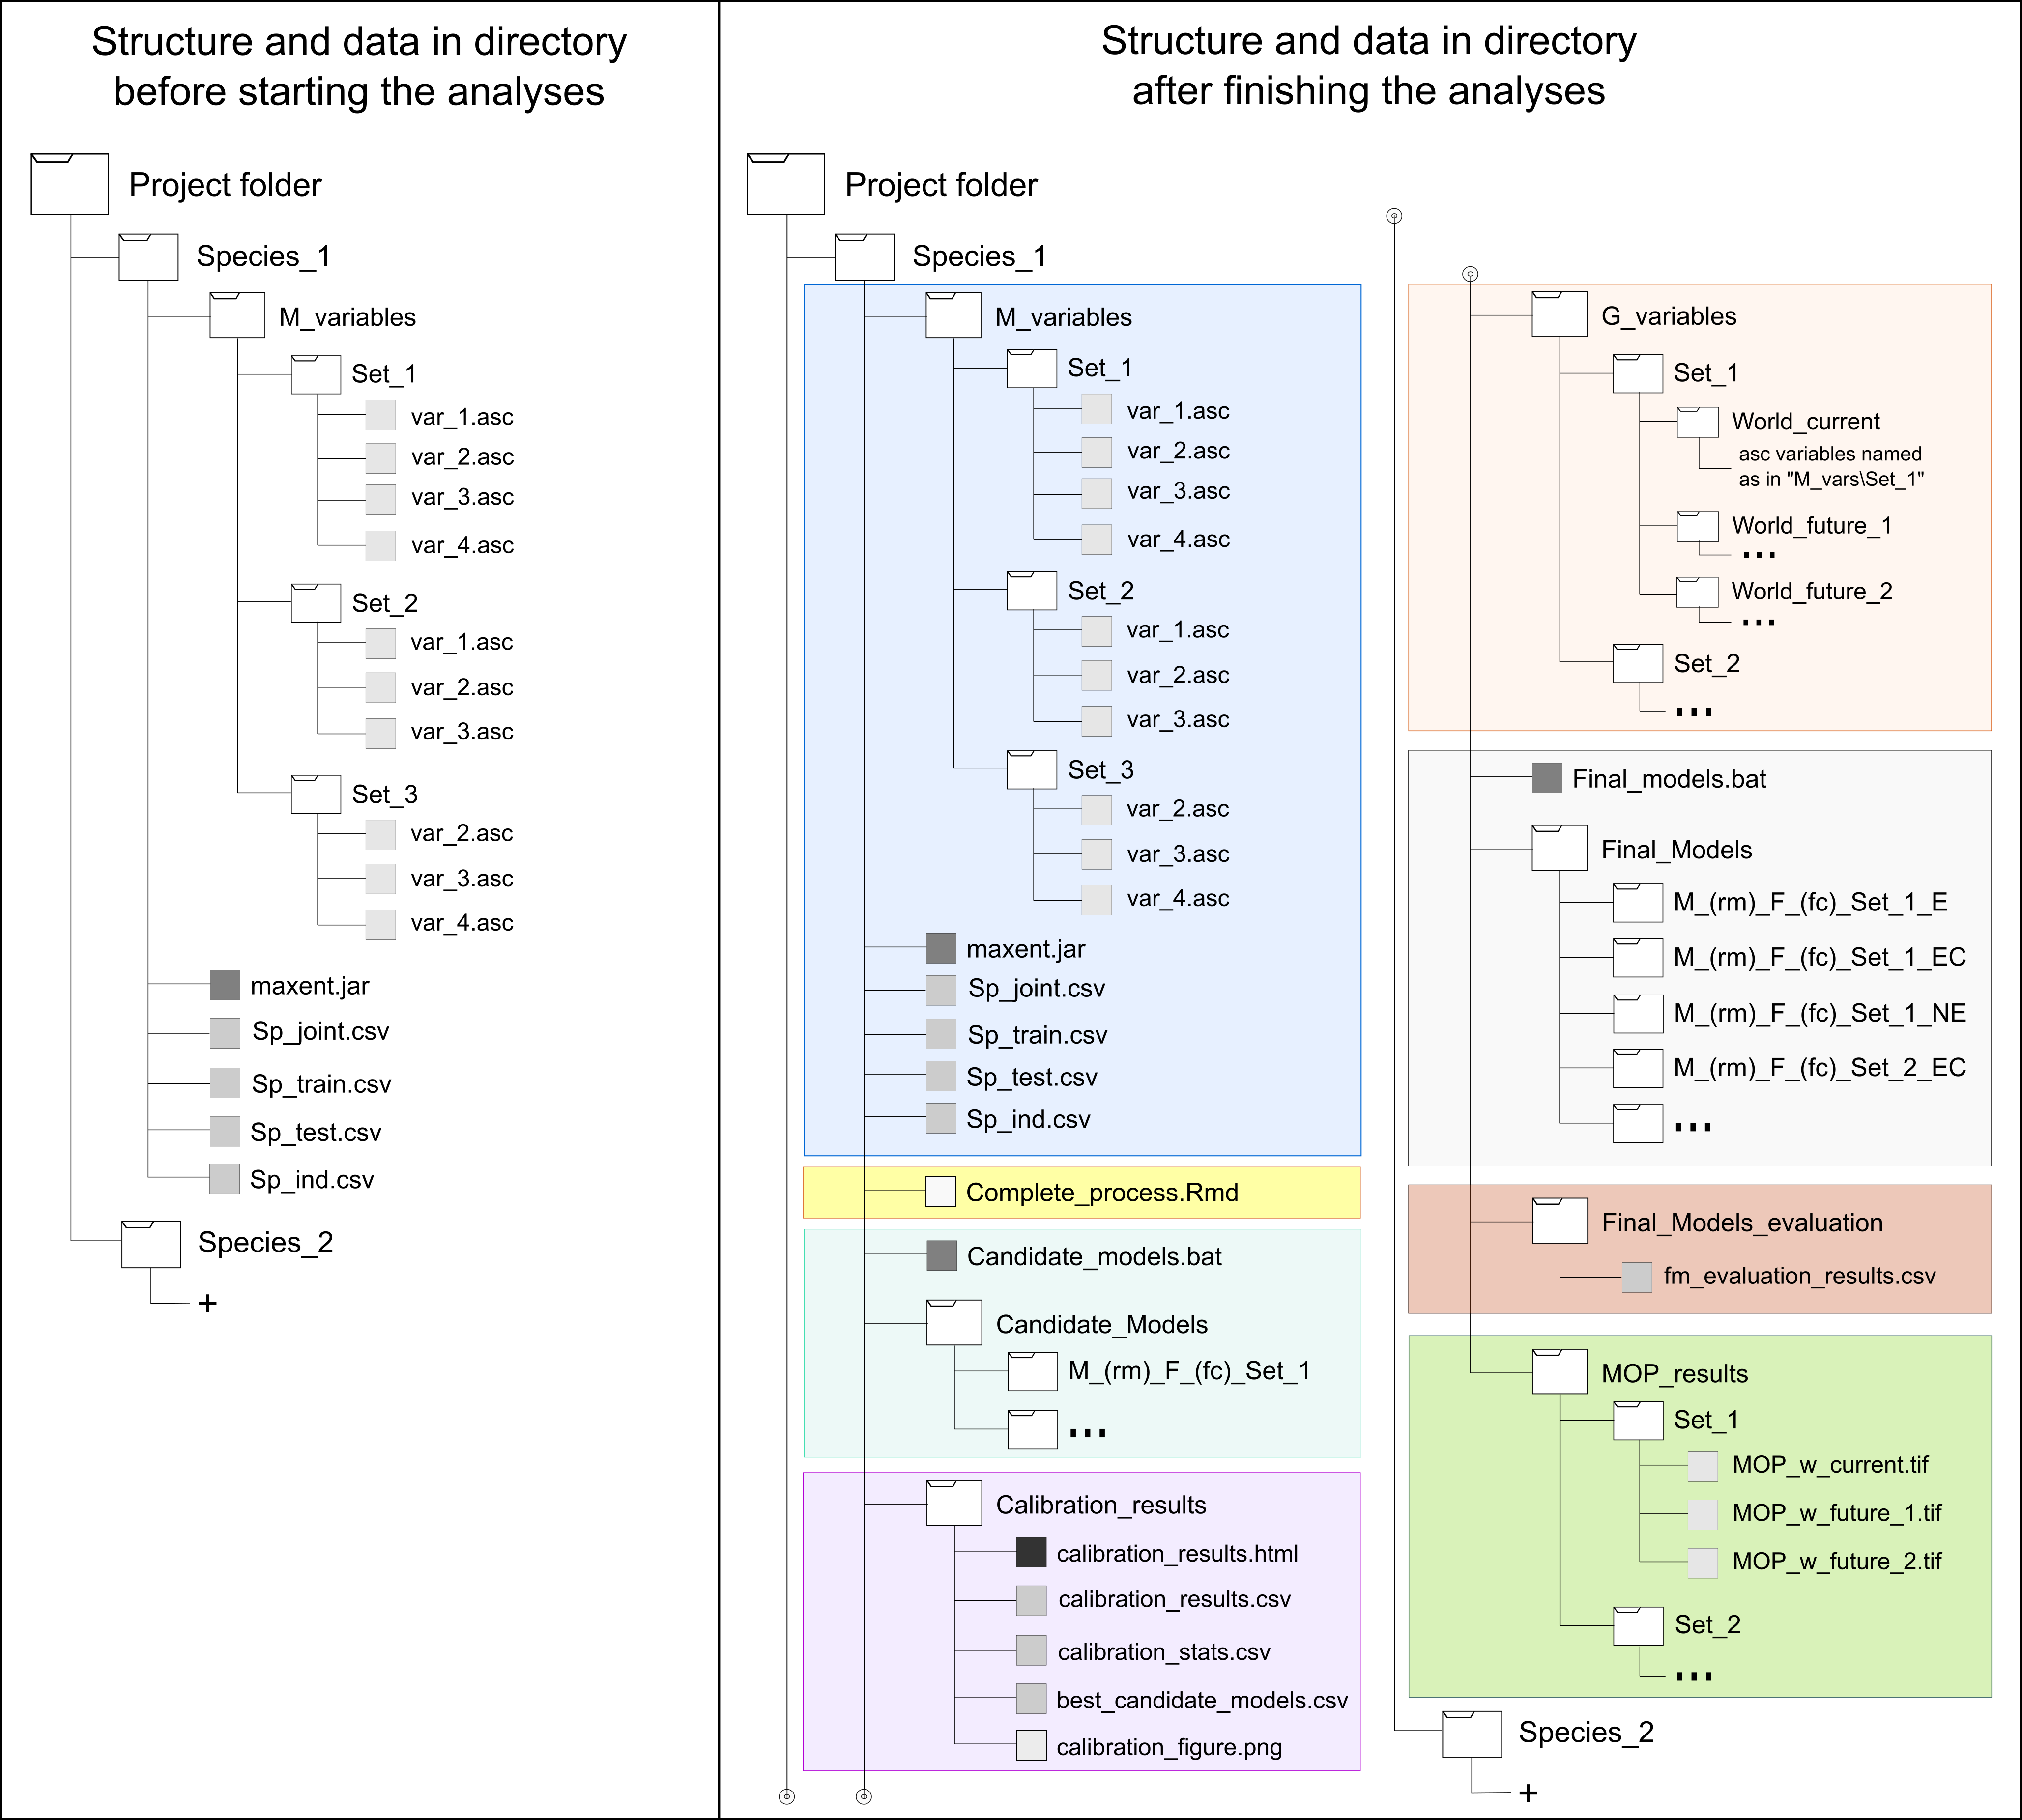 Structure and data in directory
before starting the analyses
Project folder
Species_1
M_variables
Set_1
var_1.asc
var_2.asc
var_3.asc
var_4.asc
Set_2
var_1.asc
var_2.asc
var_3.asc
Set_3
var_2.asc
var_3.asc
var_4.asc
maxent.jar
Sp_joint.csv
Sp_train.csv
Sp_test.csv
Sp_ind.csv
Species_2
+
Structure and data in directory
after finishing the analyses
Project folder
Species_1
M_variables
Set_1
var_1.asc
var_2.asc
var_3.asc
var_4.asc
Set_2
var_1.asc
var_2.asc
var_3.asc
Set_3
var_2.asc
var_3.asc
var_4.asc
maxent.jar
Sp_joint.csv
Sp_train.csv
Sp_test.csv
Sp_ind.csv
Complete_process.Rmd
Candidate_models.bat
Candidate_Models
M_(rm)_F_(fc)_Set_1
...
Calibration_results
calibration_results.html
calibration_results.csv
calibration_stats.csv
best_candidate_models.csv
calibration_figure.png
G_variables
Set_1
World_current
asc variables named
as in "M_vars\Set_1"
World_future_1
...
World_future_2
...
Set_2
...
Final_models.bat
Final_Models
M_(rm)_F_(fc)_Set_1_E
M_(rm)_F_(fc)_Set_1_EC
M_(rm)_F_(fc)_Set_1_NE
M_(rm)_F_(fc)_Set_2_EC
...
Final_Models_evaluation
fm_evaluation_results.csv
MOP_results
Set_1
MOP_w_current.tif
MOP_w_future_1.tif
MOP_w_future_2.tif
Set_2
...
Species_2
+